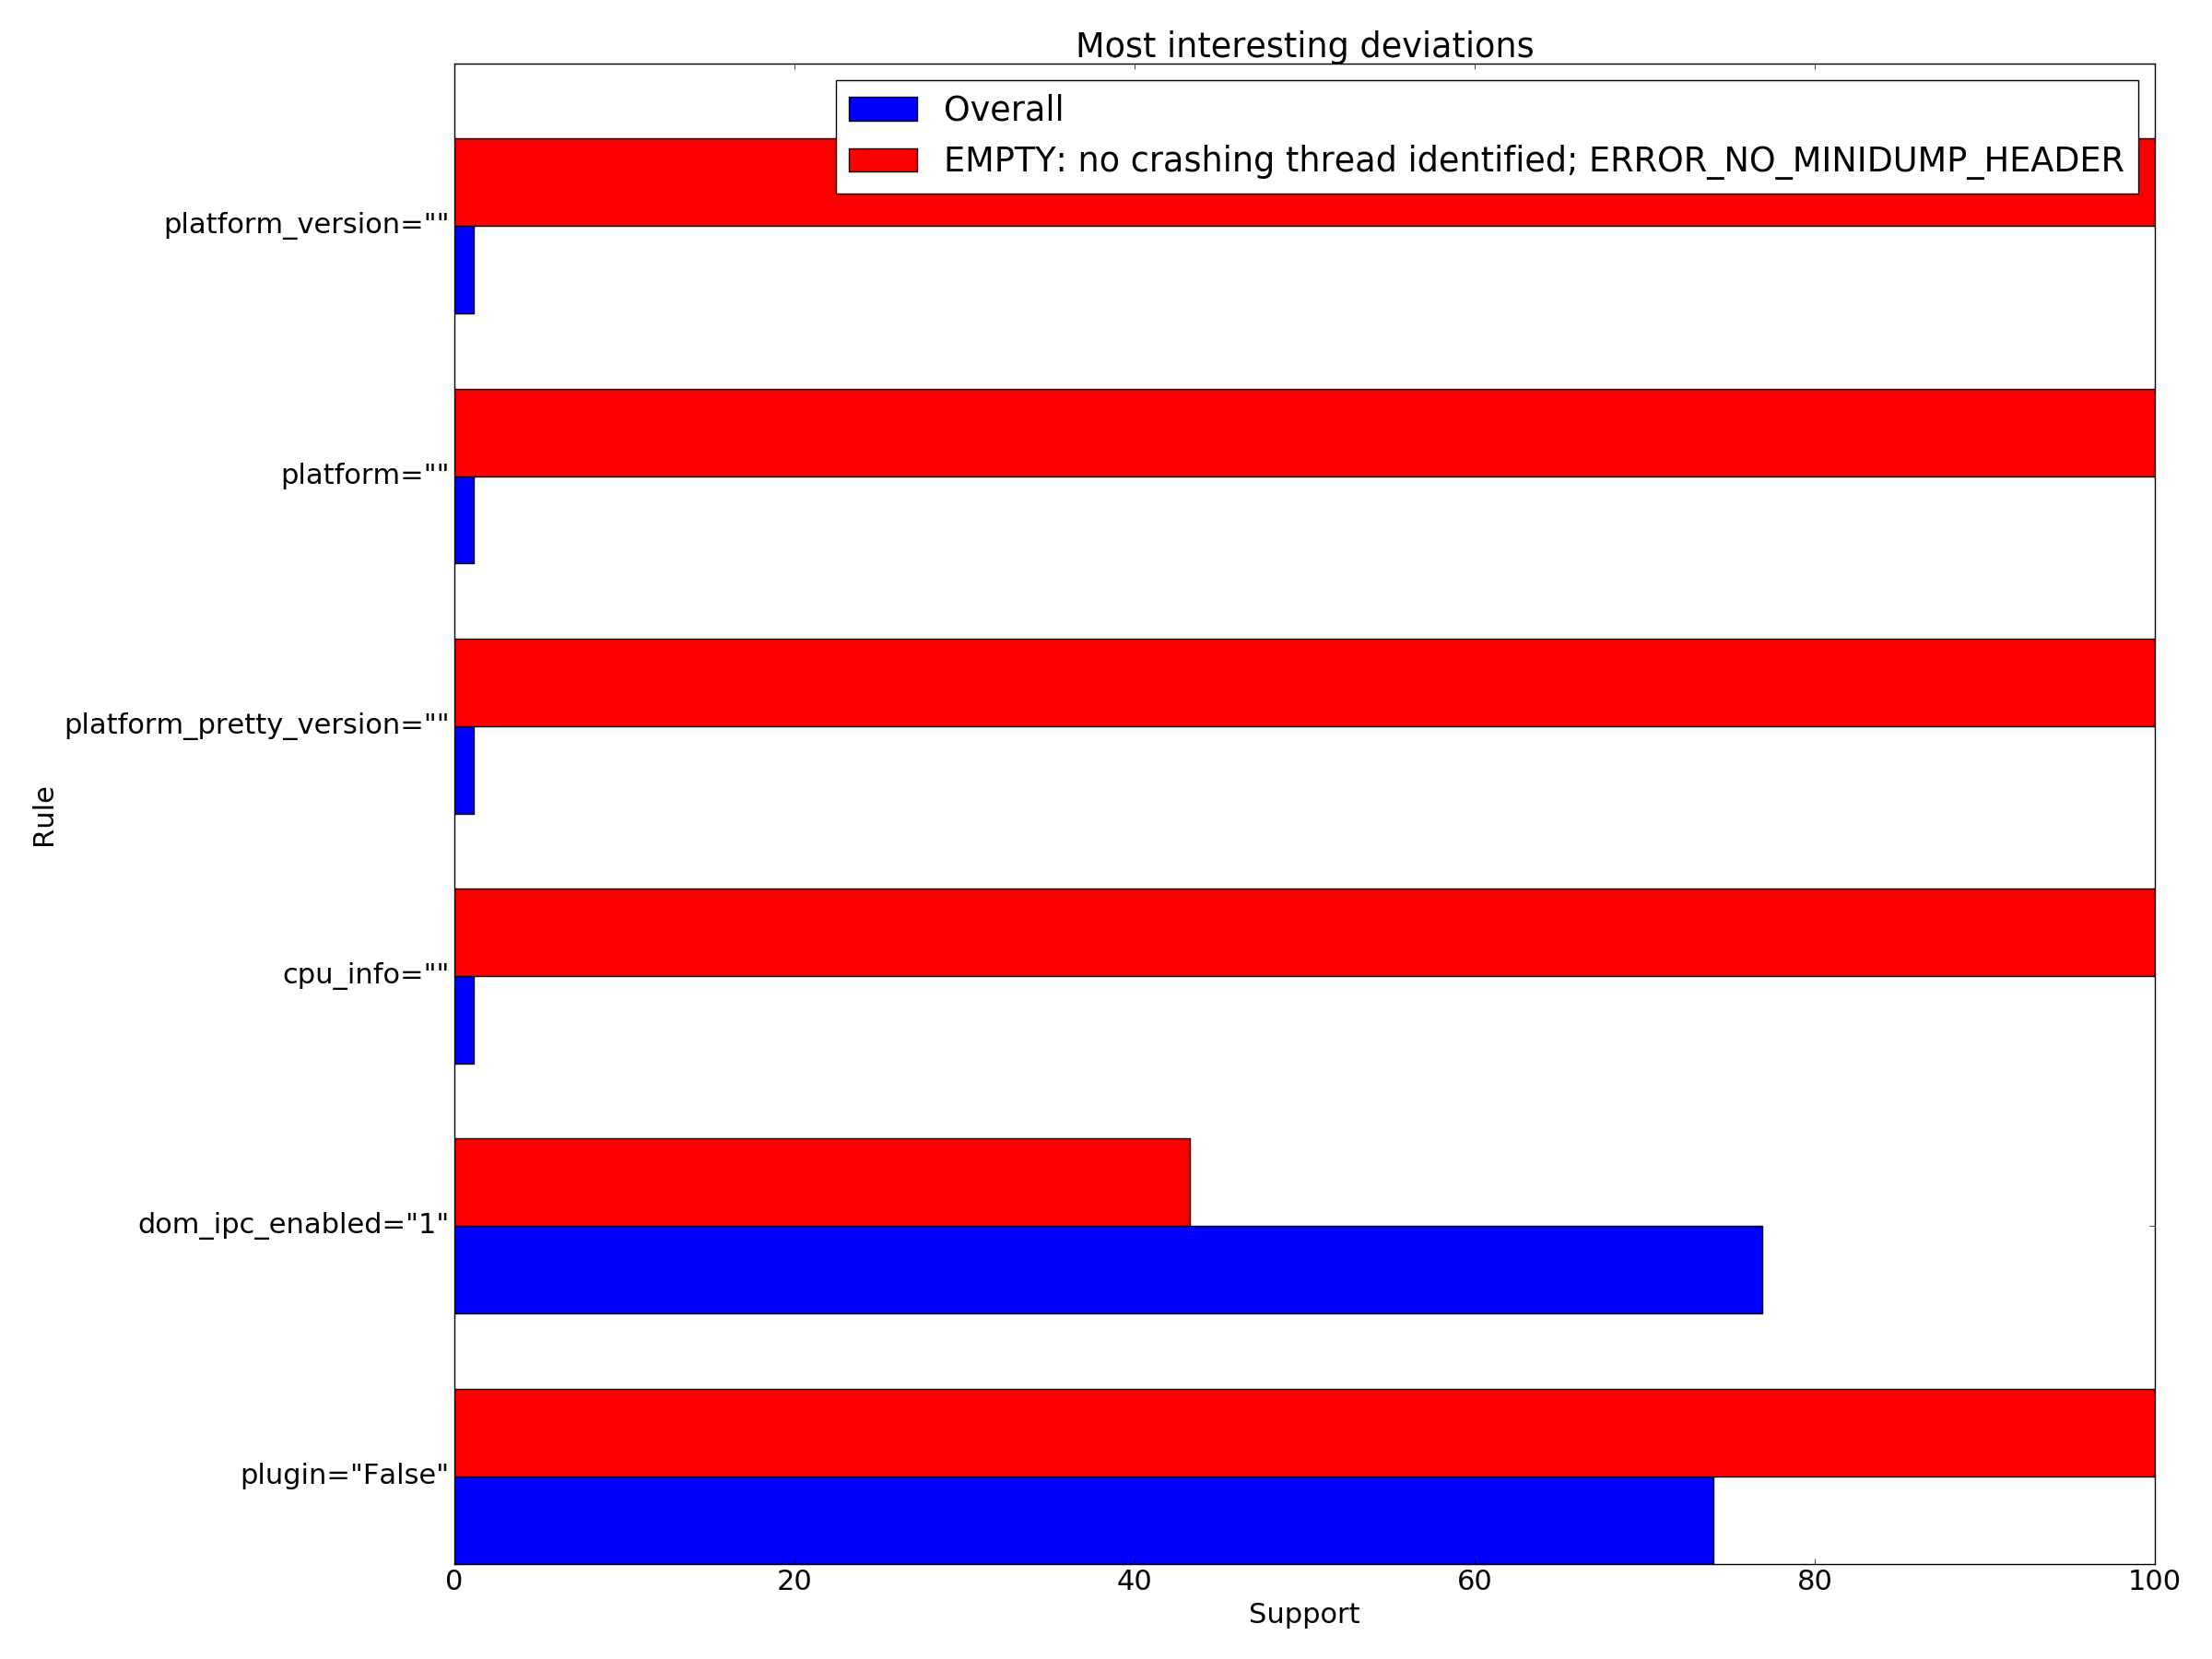 Most interesting deviations
Overall
EMPTY: no crashing thread identified; ERROR_NO_MINIDUMP_HEADER
platform_version=""
platform=""
platform_pretty_version=""
Rule
cpu_info=""
dom_ipc_enabled="1"
plugin="False"
0 20 40 60 80 100
Support